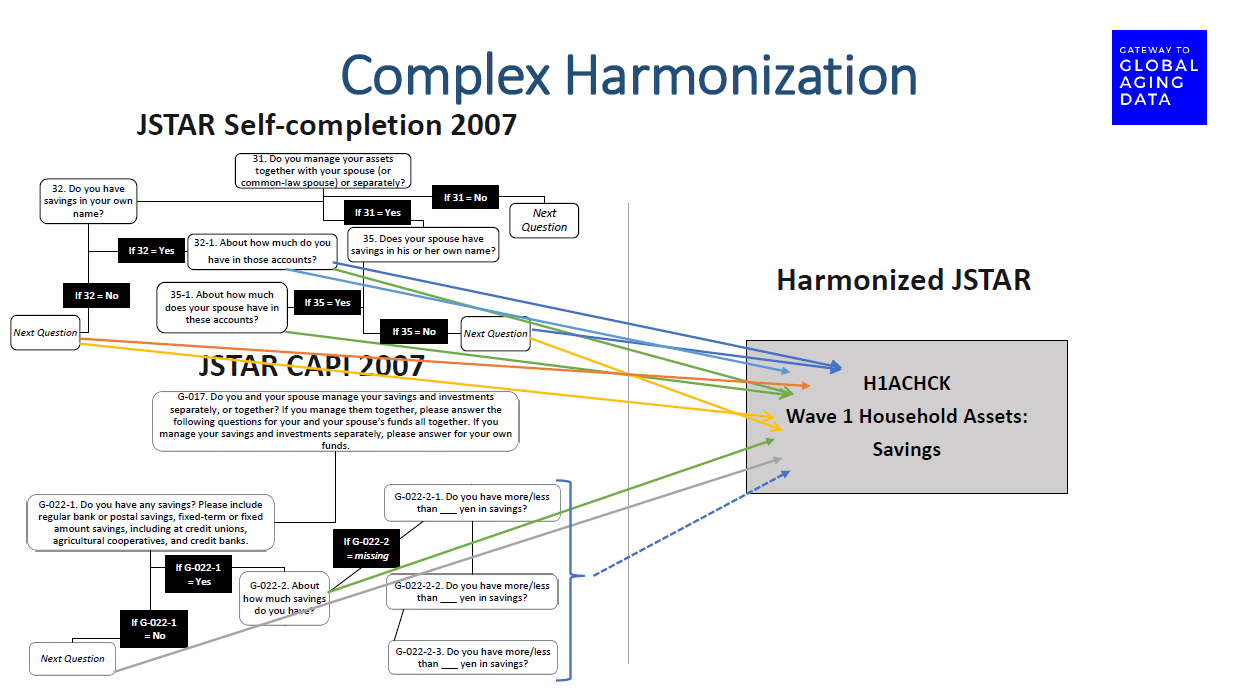 Complex Harmonization
GATEWAY TO
GLOBAL
AGING
DATA
JSTAR Self-completion 2007
31. Do you manage your assets
together with your spouse (or
common-law spouse) or separately?
32. Do you have
savings in your own
name?
If 31 = No
If 31 = Yes
Next
Question
If 32 = Yes
32-1. About how much do you
have in those accounts?
35. Does your spouse have
savings in his or her own name?
If 32 = No
35-1. About how much
does your spouse have in
these accounts?
If 35 = Yes
Next Question
If 35 = No
Next Question
Harmonized JSTAR
H1ACHCK
Wave 1 Household Assets:
Savings
JSTAR CAPI 2007
G-017. Do you and your spouse manage your savings and investments
separately, or together? If you manage them together, please answer the
following questions for your and your spouse's funds all together. If you
manage your savings and investments separately, please answer for your own
funds.
G-022-1. Do you have any savings? Please include
regular bank or postal savings, fixed-term or fixed
amount savings, including at credit unions,
agricultural cooperatives, and credit banks.
G-022-2-1. Do you have more/less
than ___ yen in savings?
If G-022-2
= missing
If G-022-1
= Yes
G-022-2. About
how much savings
do you have?
G-022-2-2. Do you have more/less
than ___ yen in savings?
If G-022-1
= No
Next Question
G-022-2-3. Do you have more/less
than ___ yen in savings?